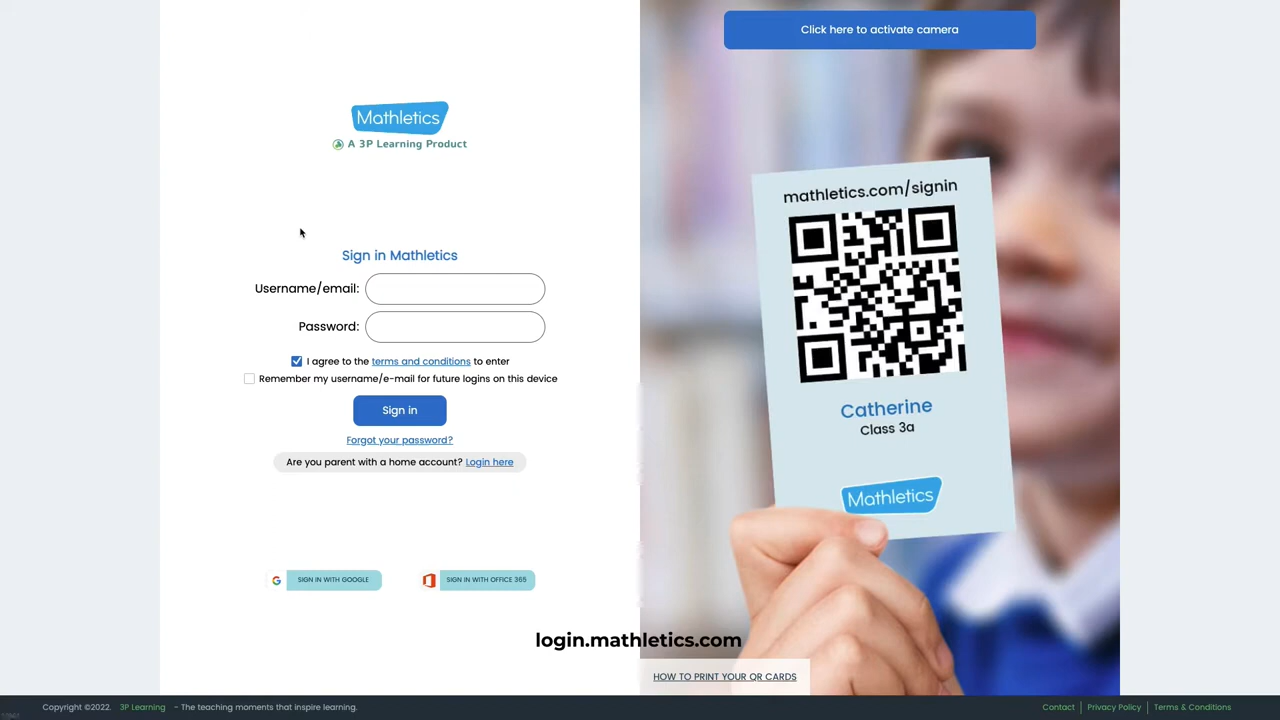 Mathletics
A 3P Learning Product
Sign in Mathletics
Username/email:
Password:
I agree to the terms and conditions to enter
Remember my username/e-mail for future logins on this device
Sign in
Forgot your password?
Are you parent with a home account? Login here
SIGN IN WITH GOOGLE
SIGN IN WITH OFFICE 365
Click here to activate camera
mathletics.com/signin
Catherine
Class 3a
Mathletics
login.mathletics.com
HOW TO PRINT YOUR QR CARDS
Copyright ©2022. 3P Learning - The teaching moments that inspire learning.
Contact | Privacy Policy | Terms & Conditions